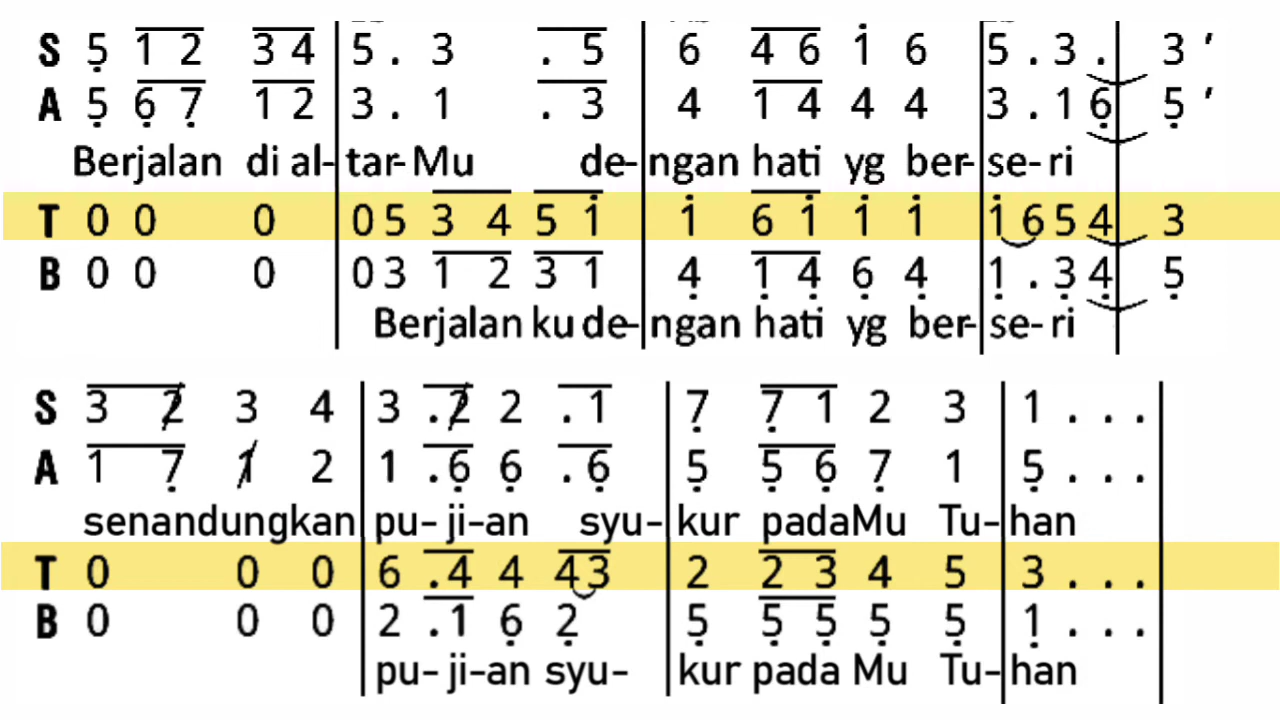 S 5̣ 1 2 3 4 | 5 . 3 . 5 | 6 4 6 1̇ 6 | 5 . 3 . | 3 ’
A 5̣ 6̣ 7̣ 1 2 | 3 . 1 . 3 | 4 1 4 4 4 | 3 . 1 6̣ | 5̣ ’
Berjalan di al-|tar-Mu de-|ngan hati yg ber-|se-ri
T 0 0 0 | 0 5 3 4 5 1̇ | 1̇ 6 1̇ 1̇ 1̇ | 1̇ 6 5 4 | 3
B 0 0 0 | 0 3 1 2 3 1 | 4̣ 1̣ 4̣ 6̣ 4̣ | 1̣ . 3̣ 4̣ | 5̣
Berjalan ku de-|ngan hati yg ber-|se-ri
S 3 2̸ 3 4 | 3 . 2̸ 2 . 1 | 7̣ 7̣ 1 2 3 | 1 . . . |
A 1 7̣ 1̸ 2 | 1 . 6̣ 6̣ . 6̣ | 5̣ 5̣ 6̣ 7̣ 1 | 5̣ . . . |
senandungkan| pu-ji-an syu-|kur padaMu Tu-|han
T 0 0 0 | 6 . 4 4 4 3 | 2 2 3 4 5 | 3 . . . |
B 0 0 0 | 2 . 1 6̣ 2̣ | 5̣ 5̣ 5̣ 5̣ 5̣ | 1̣ . . . |
pu-ji-an syu- |kur pada Mu Tu-|han